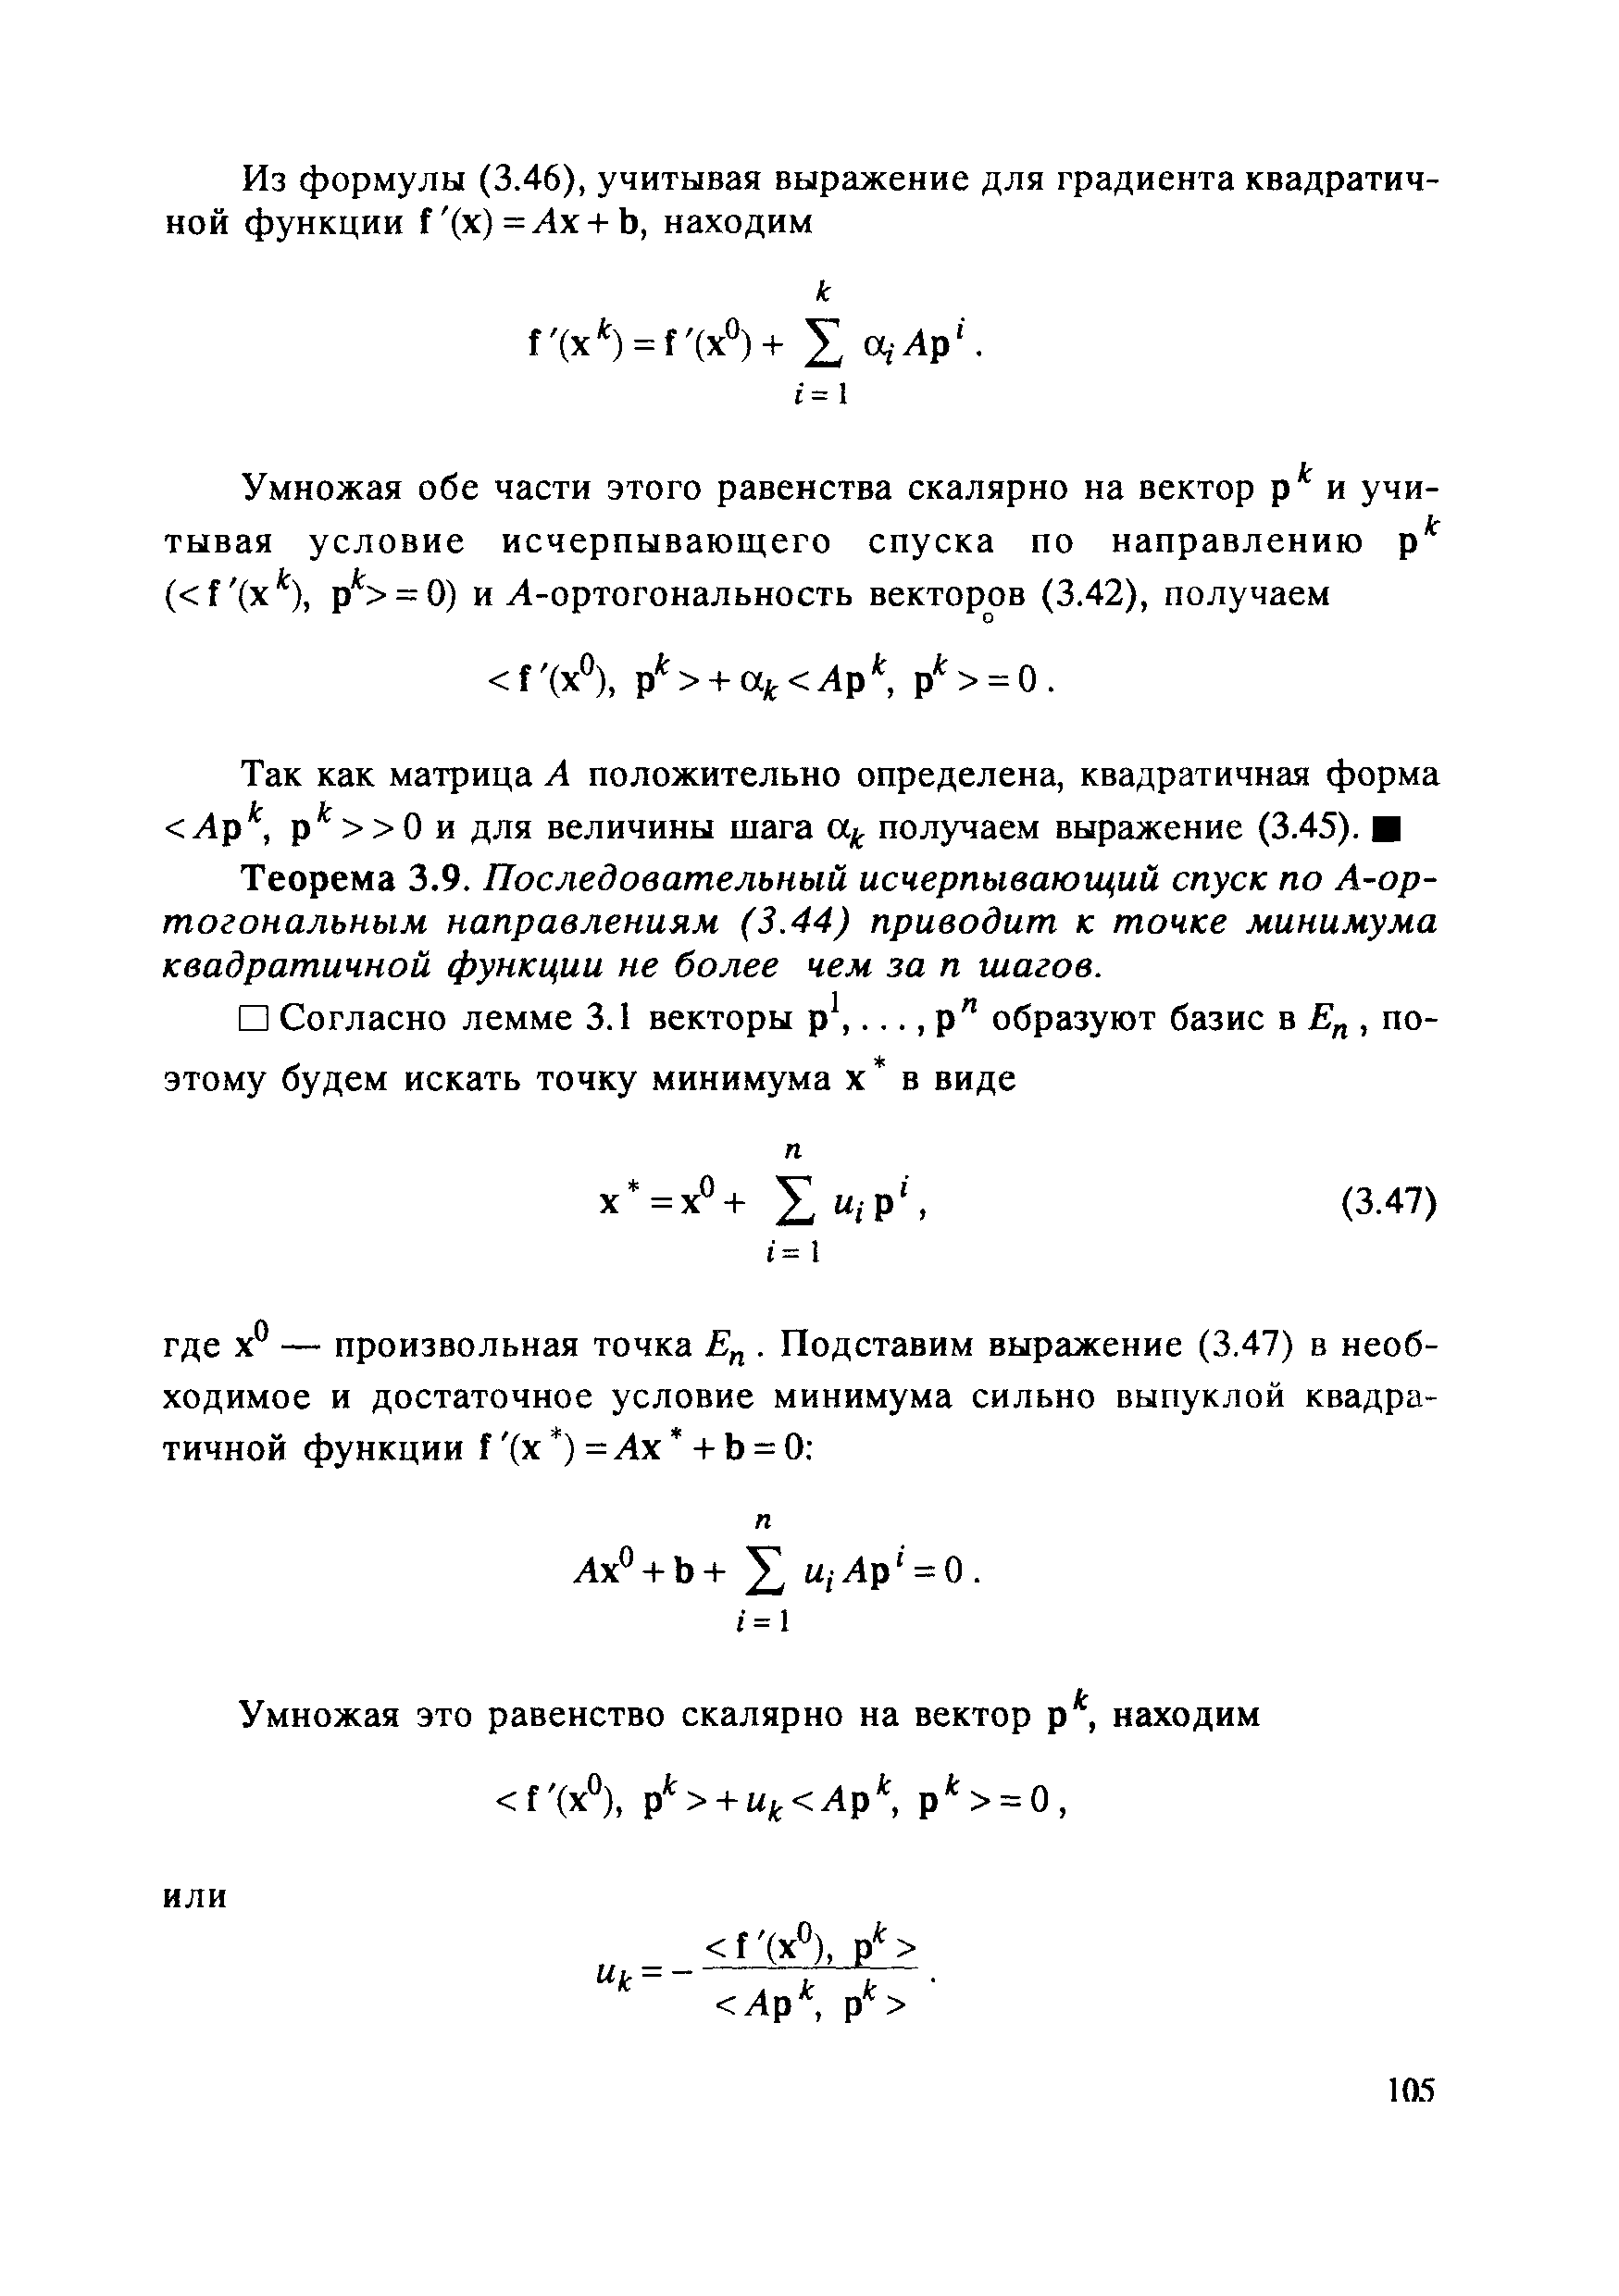 Из формулы (3.46), учитывая выражение для градиента квадратич-
ной функции f ′(x) = Ax + b, находим
k
f ′(x^k) = f ′(x^0) + ∑ α_i Ap^i .
i = 1
Умножая обе части этого равенства скалярно на вектор p^k и учи-
тывая условие исчерпывающего спуска по направлению p^k
(<f ′(x^k), p^k> = 0) и A-ортогональность векторов (3.42), получаем
<f ′(x^0), p^k> + α_k <Ap^k, p^k> = 0 .
Так как матрица A положительно определена, квадратичная форма
<Ap^k, p^k> > 0 и для величины шага α_k получаем выражение (3.45). ■
Теорема 3.9. Последовательный исчерпывающий спуск по A-ор-
тогональным направлениям (3.44) приводит к точке минимума
квадратичной функции не более чем за n шагов.
□ Согласно лемме 3.1 векторы p^1, . . . , p^n образуют базис в E_n , по-
этому будем искать точку минимума x^* в виде
n
x^* = x^0 + ∑ u_i p^i , (3.47)
i = 1
где x^0 — произвольная точка E_n . Подставим выражение (3.47) в необ-
ходимое и достаточное условие минимума сильно выпуклой квадра-
тичной функции f ′(x^*) = Ax^* + b = 0:
n
Ax^0 + b + ∑ u_i Ap^i = 0 .
i = 1
Умножая это равенство скалярно на вектор p^k, находим
<f ′(x^0), p^k> + u_k <Ap^k, p^k> = 0 ,
или
<f ′(x^0), p^k>
u_k = − .
<Ap^k, p^k>
105